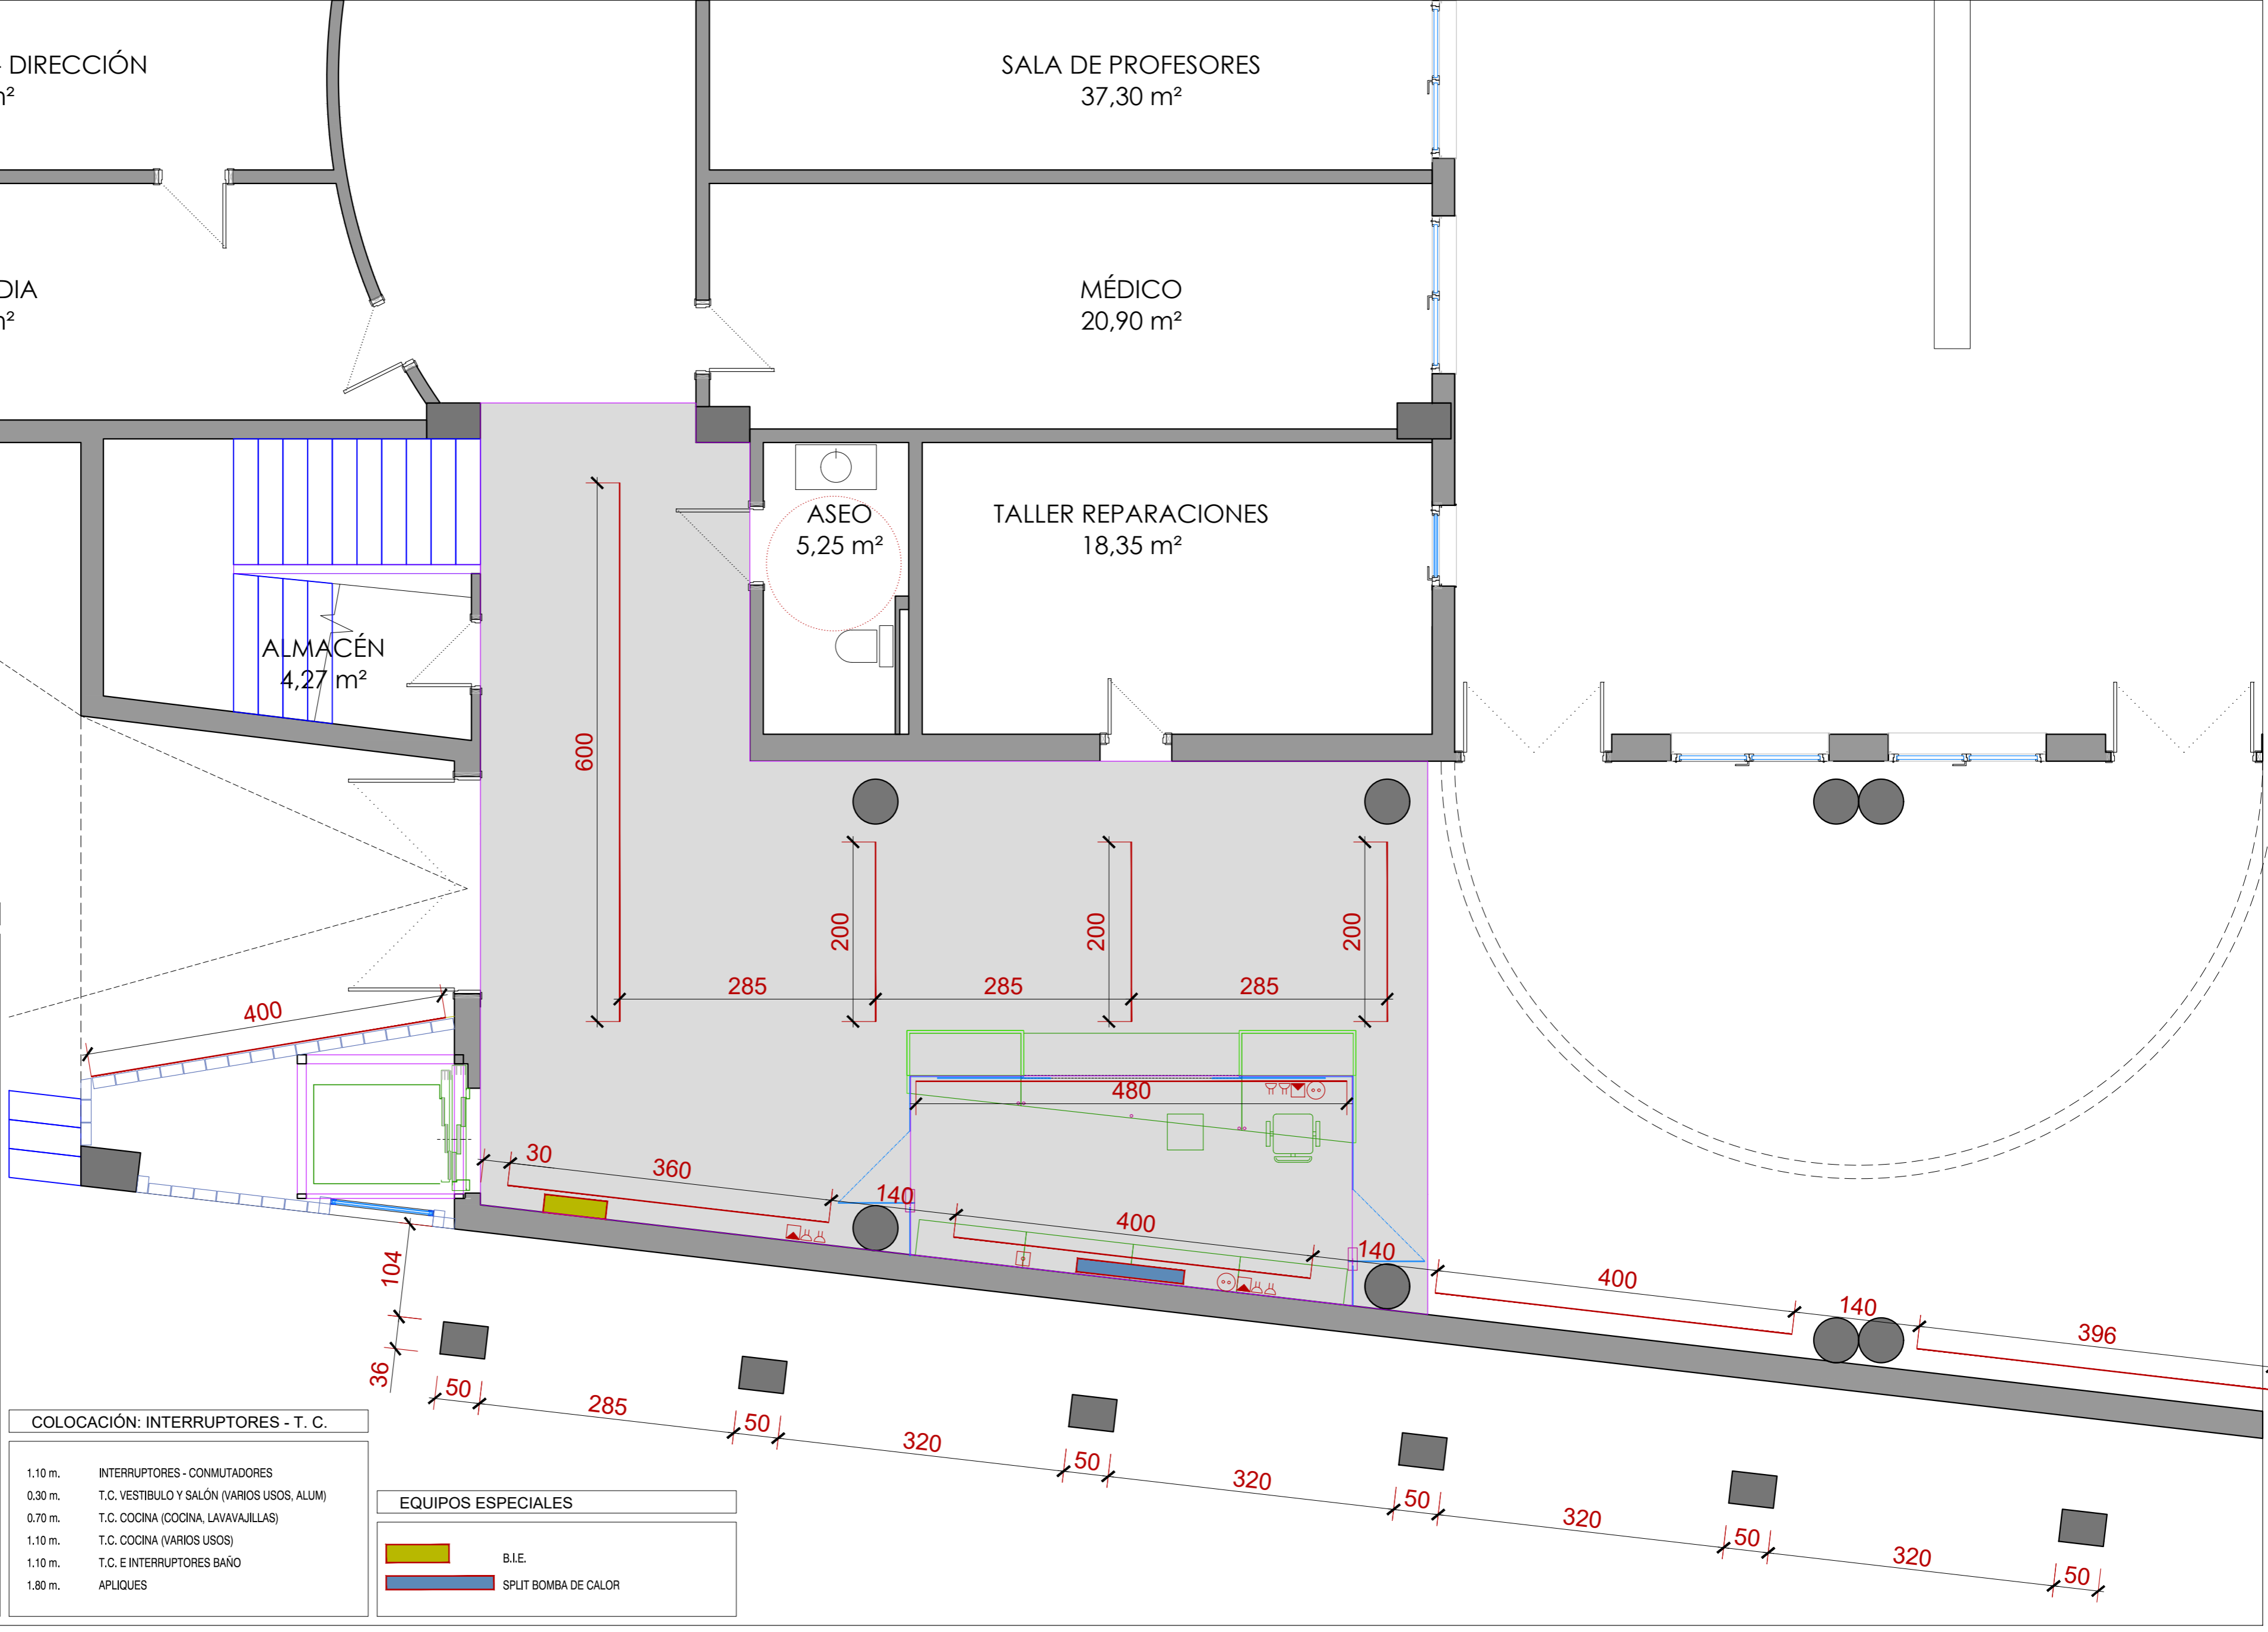 - DIRECCIÓN
m²
SALA DE PROFESORES
37,30 m²
DIA
m²
MÉDICO
20,90 m²
ASEO
5,25 m²
TALLER REPARACIONES
18,35 m²
ALMACÉN
4,27 m²
600
200
200
200
285
285
285
400
480
30
360
140
400
140
400
140
396
104
36
50
285
50
320
50
320
50
320
50
320
50
COLOCACIÓN: INTERRUPTORES - T. C.
1.10 m. INTERRUPTORES - CONMUTADORES
0.30 m. T.C. VESTIBULO Y SALÓN (VARIOS USOS, ALUM)
0.70 m. T.C. COCINA (COCINA, LAVAVAJILLAS)
1.10 m. T.C. COCINA (VARIOS USOS)
1.10 m. T.C. E INTERRUPTORES BAÑO
1.80 m. APLIQUES
EQUIPOS ESPECIALES
B.I.E.
SPLIT BOMBA DE CALOR